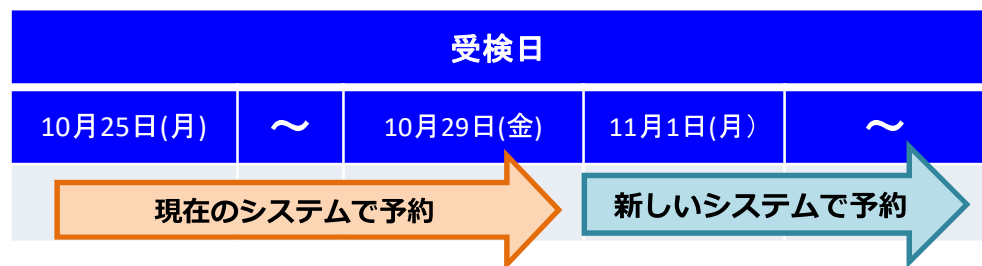 受検日
10月25日(月) ～ 10月29日(金) 11月1日(月） ～
現在のシステムで予約 新しいシステムで予約